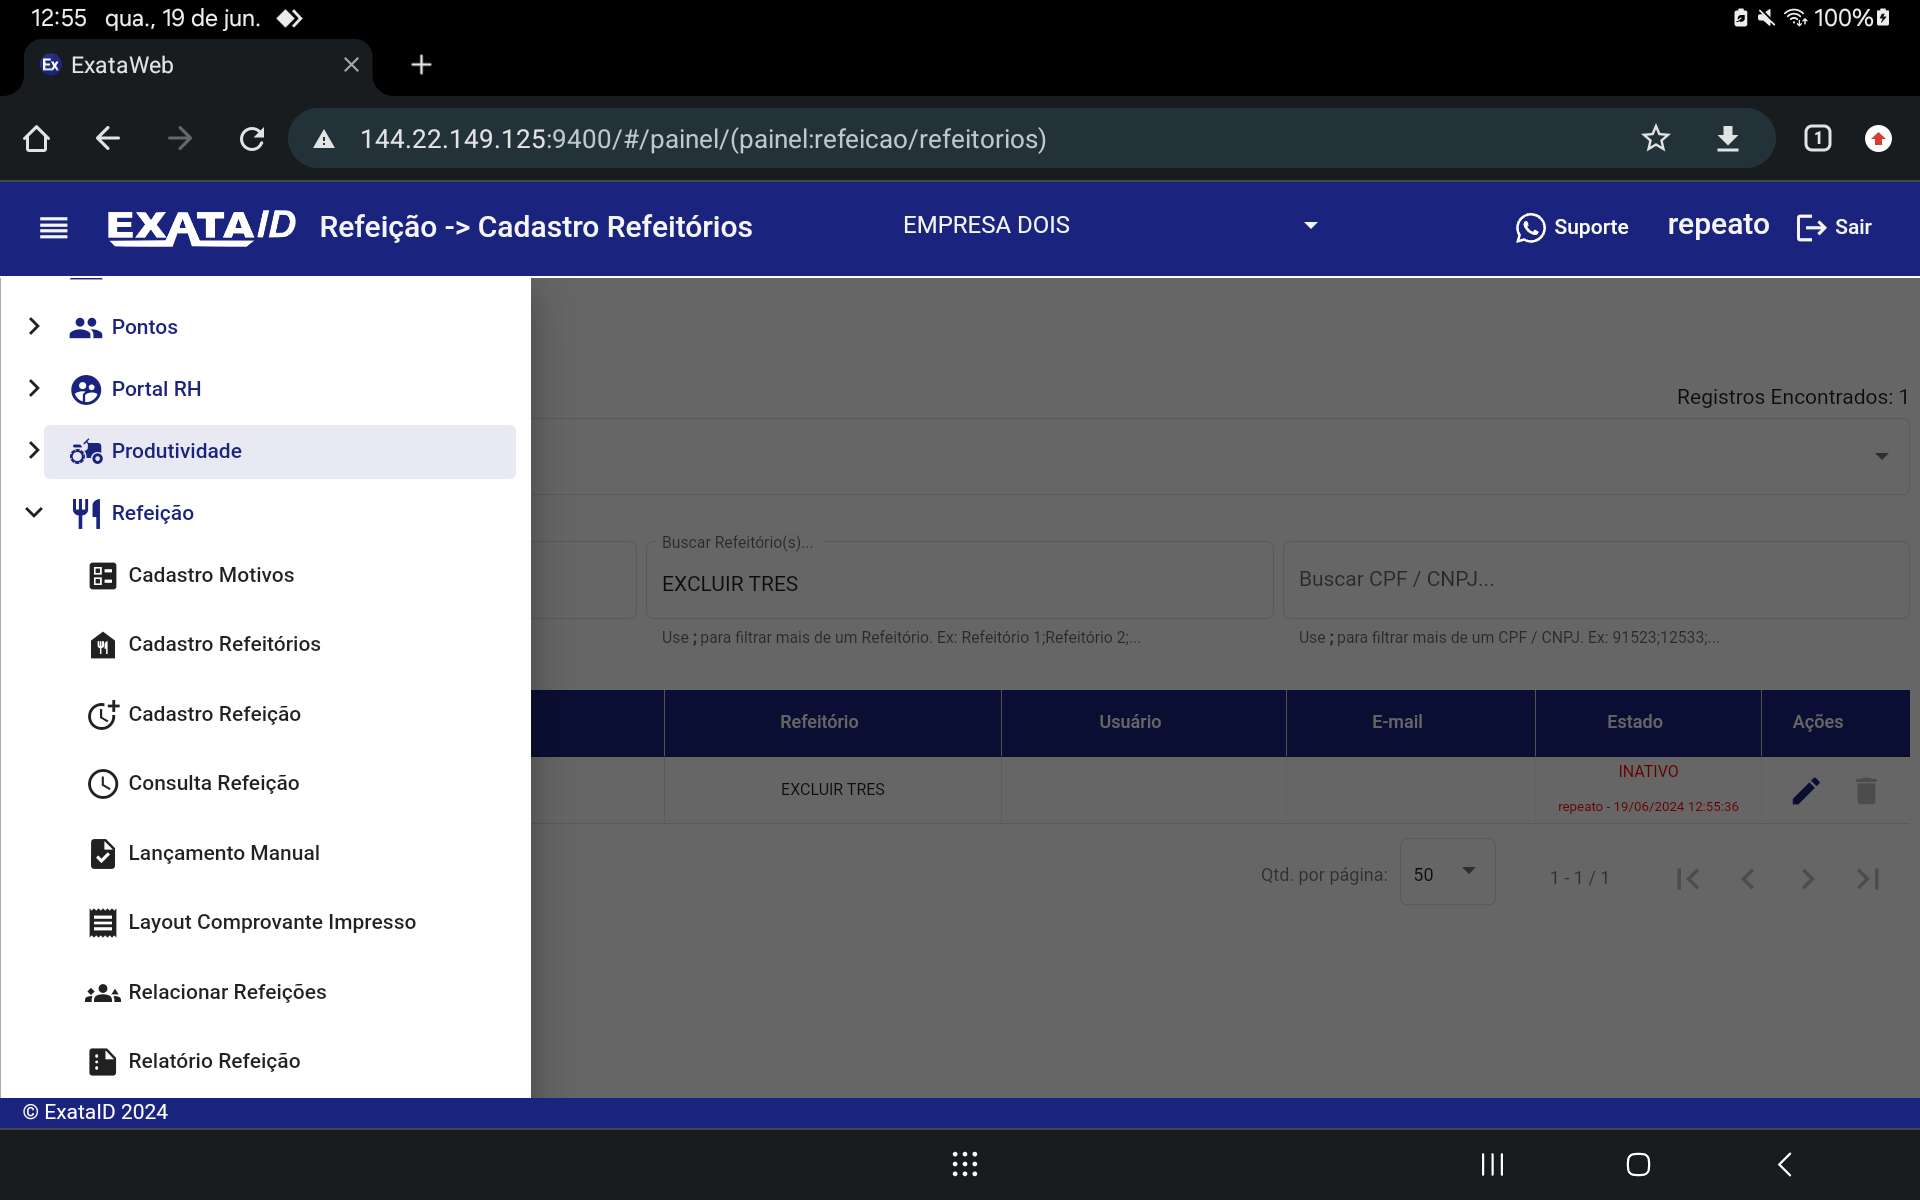 12:55 qua., 19 de jun. 100%
Ex ExataWeb
144.22.149.125:9400/#/painel/(painel:refeicao/refeitorios) 1
EXATAID Refeição -> Cadastro Refeitórios EMPRESA DOIS Suporte repeato Sair
Pontos
Portal RH
Produtividade
Refeição
Cadastro Motivos
Cadastro Refeitórios
Cadastro Refeição
Consulta Refeição
Lançamento Manual
Layout Comprovante Impresso
Relacionar Refeições
Relatório Refeição
Registros Encontrados: 1
Buscar Refeitório(s)...
EXCLUIR TRES
Use ; para filtrar mais de um Refeitório. Ex: Refeitório 1;Refeitório 2;...
Buscar CPF / CNPJ...
Use ; para filtrar mais de um CPF / CNPJ. Ex: 91523;12533;...
Refeitório Usuário E-mail Estado Ações
EXCLUIR TRES INATIVO
repeato - 19/06/2024 12:55:36
Qtd. por página: 50 1 - 1 / 1
© ExataID 2024